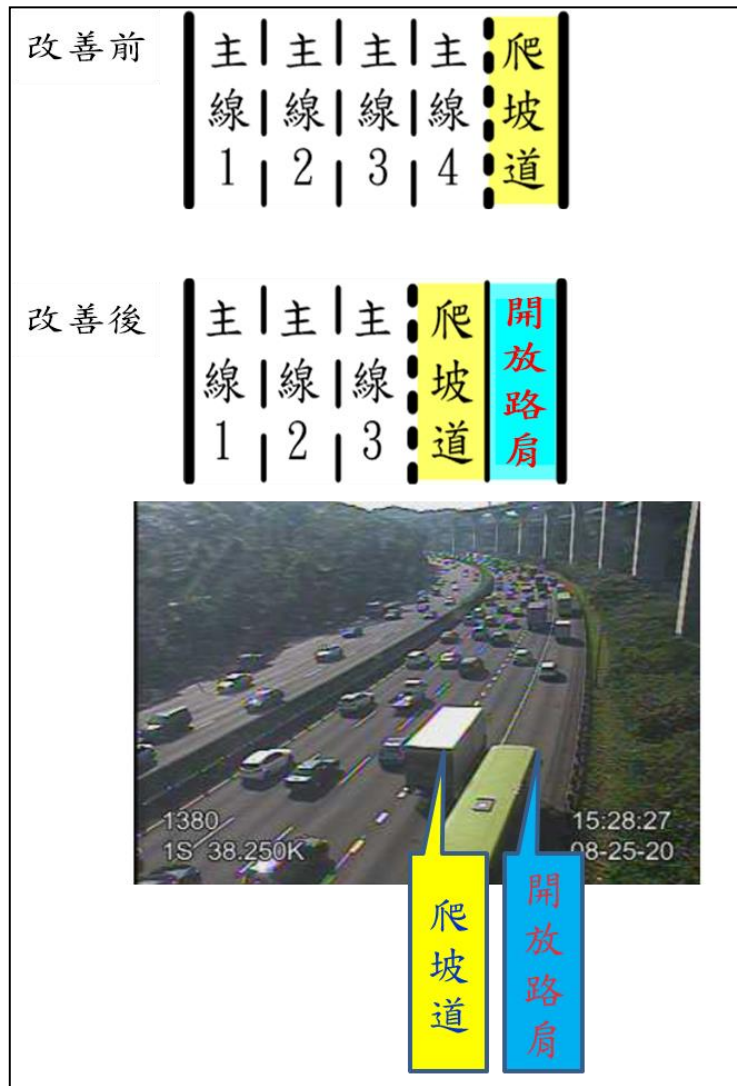 改善前
主線1
主線2
主線3
主線4
爬坡道
改善後
主線1
主線2
主線3
爬坡道
開放路肩
1380
1S 38.250K
15:28:27
08-25-20
爬坡道
開放路肩